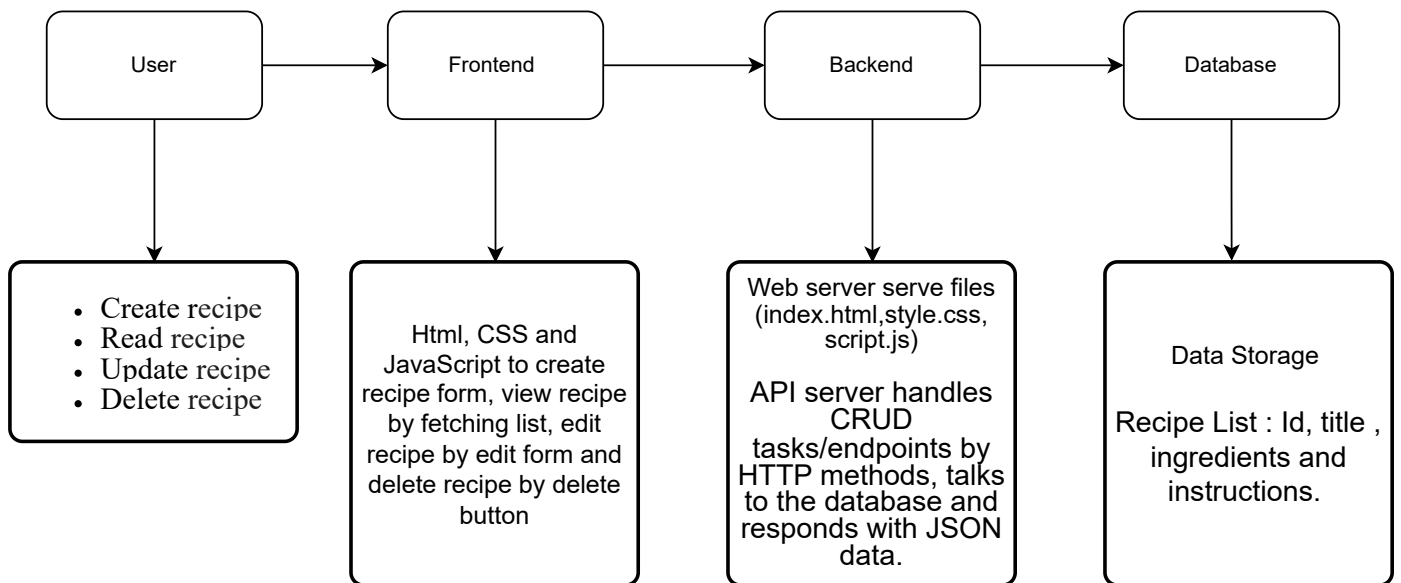 User
Frontend
Backend
Database
Create recipe
Read recipe
Update recipe
Delete recipe
Html, CSS and
JavaScript to create
recipe form, view recipe
by fetching list, edit
recipe by edit form and
delete recipe by delete
button
Web server serve files
(index.html,style.css,
script.js)
API server handles
CRUD
tasks/endpoints by
HTTP methods, talks
to the database and
responds with JSON
data.
Data Storage
Recipe List : Id, title ,
ingredients and
instructions.